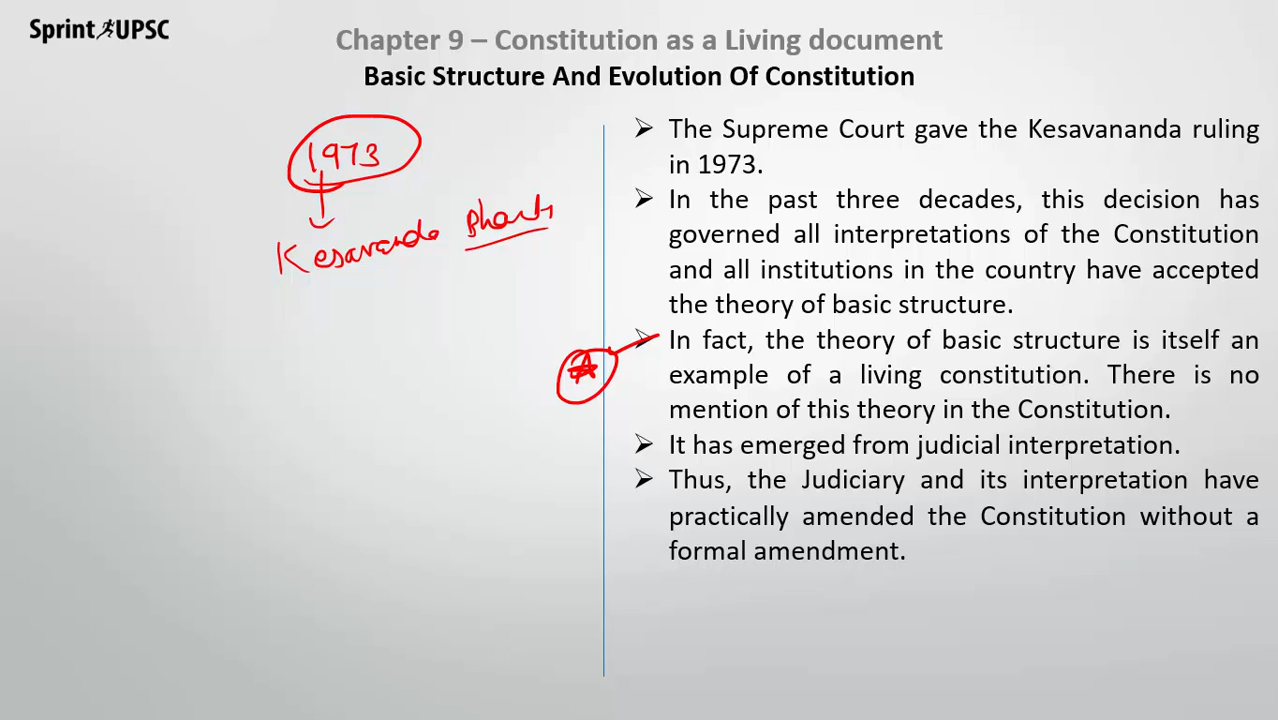 Sprint UPSC
Chapter 9 – Constitution as a Living document
Basic Structure And Evolution Of Constitution
1973
Kesavanda Bharti
➢ The Supreme Court gave the Kesavananda ruling
in 1973.
➢ In the past three decades, this decision has
governed all interpretations of the Constitution
and all institutions in the country have accepted
the theory of basic structure.
➢ In fact, the theory of basic structure is itself an
example of a living constitution. There is no
mention of this theory in the Constitution.
➢ It has emerged from judicial interpretation.
➢ Thus, the Judiciary and its interpretation have
practically amended the Constitution without a
formal amendment.